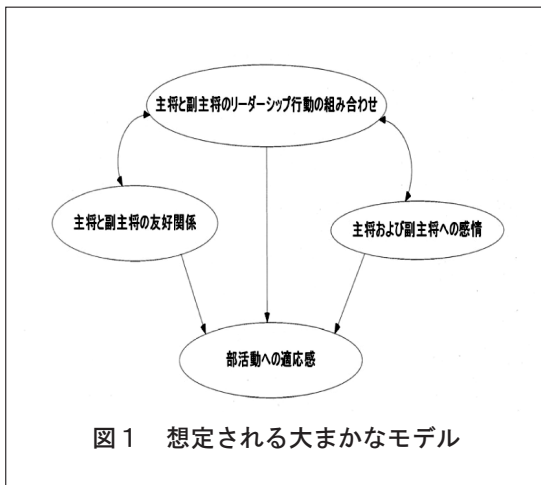 主将と副主将のリーダーシップ行動の組み合わせ
主将と副主将の友好関係
主将および副主将への感情
部活動への適応感
図1 想定される大まかなモデル